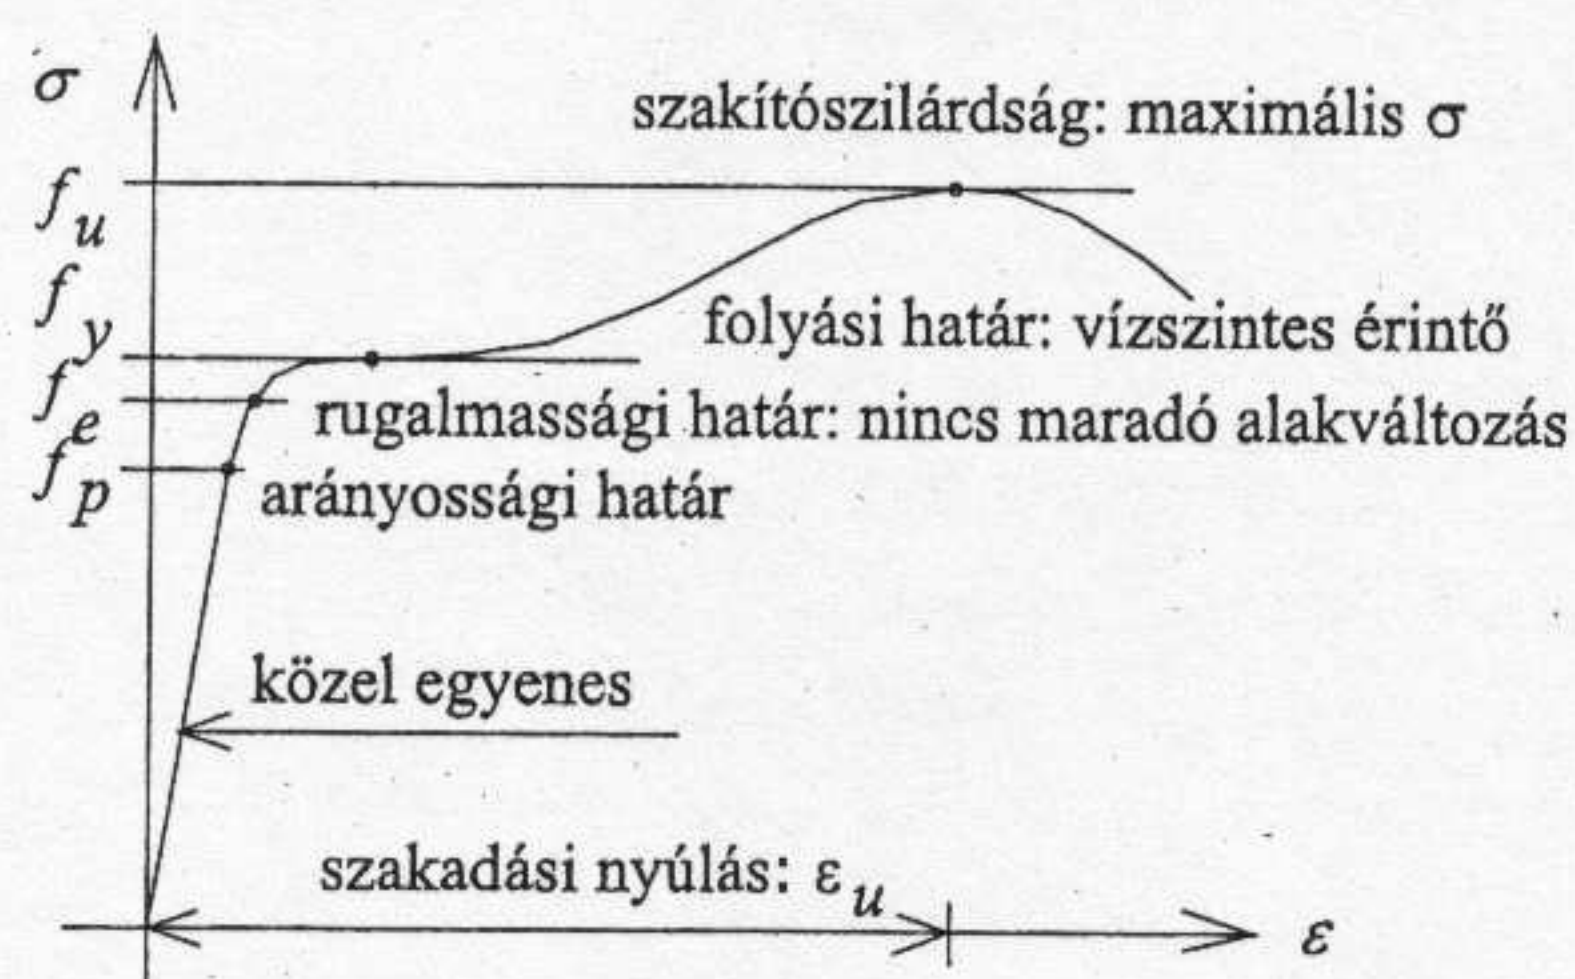 σ
szakítószilárdság: maximális σ
f_u
f_y
folyási határ: vízszintes érintő
f_e
rugalmassági határ: nincs maradó alakváltozás
f_p
arányossági határ
közel egyenes
szakadási nyúlás: ε_u
ε